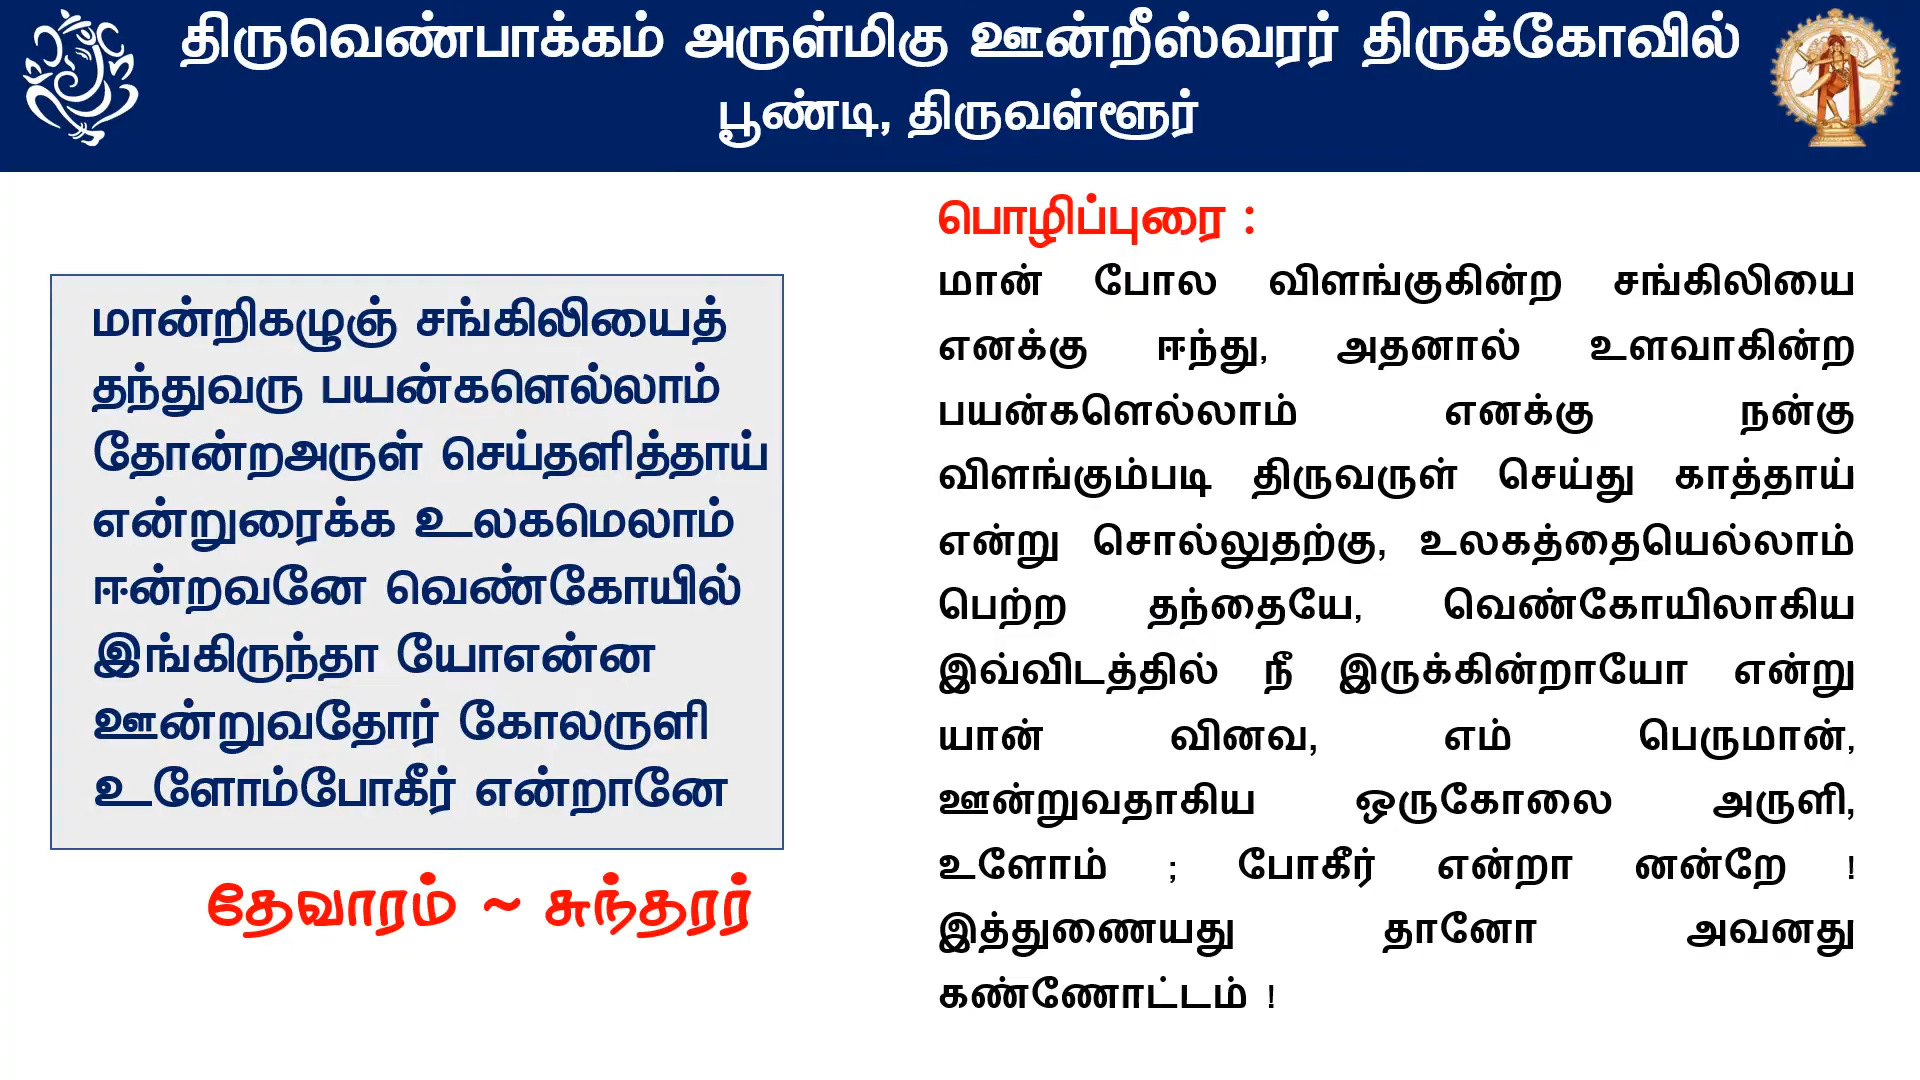 திருவெண்பாக்கம் அருள்மிகு ஊன்றீஸ்வரர் திருக்கோவில்
பூண்டி, திருவள்ளூர்
மான்றிகழுஞ் சங்கிலியைத்
தந்துவரு பயன்களெல்லாம்
தோன்றஅருள் செய்தளித்தாய்
என்றுரைக்க உலகமெலாம்
ஈன்றவனே வெண்கோயில்
இங்கிருந்தா யோஎன்ன
ஊன்றுவதோர் கோலருளி
உளோம்போகீர் என்றானே
தேவாரம் ~ சுந்தரர்
பொழிப்புரை :
மான் போல விளங்குகின்ற சங்கிலியை
எனக்கு ஈந்து, அதனால் உளவாகின்ற
பயன்களெல்லாம் எனக்கு நன்கு
விளங்கும்படி திருவருள் செய்து காத்தாய்
என்று சொல்லுதற்கு, உலகத்தையெல்லாம்
பெற்ற தந்தையே, வெண்கோயிலாகிய
இவ்விடத்தில் நீ இருக்கின்றாயோ என்று
யான் வினவ, எம் பெருமான்,
ஊன்றுவதாகிய ஒருகோலை அருளி,
உளோம் ; போகீர் என்றா னன்றே !
இத்துணையது தானோ அவனது
கண்ணோட்டம் !